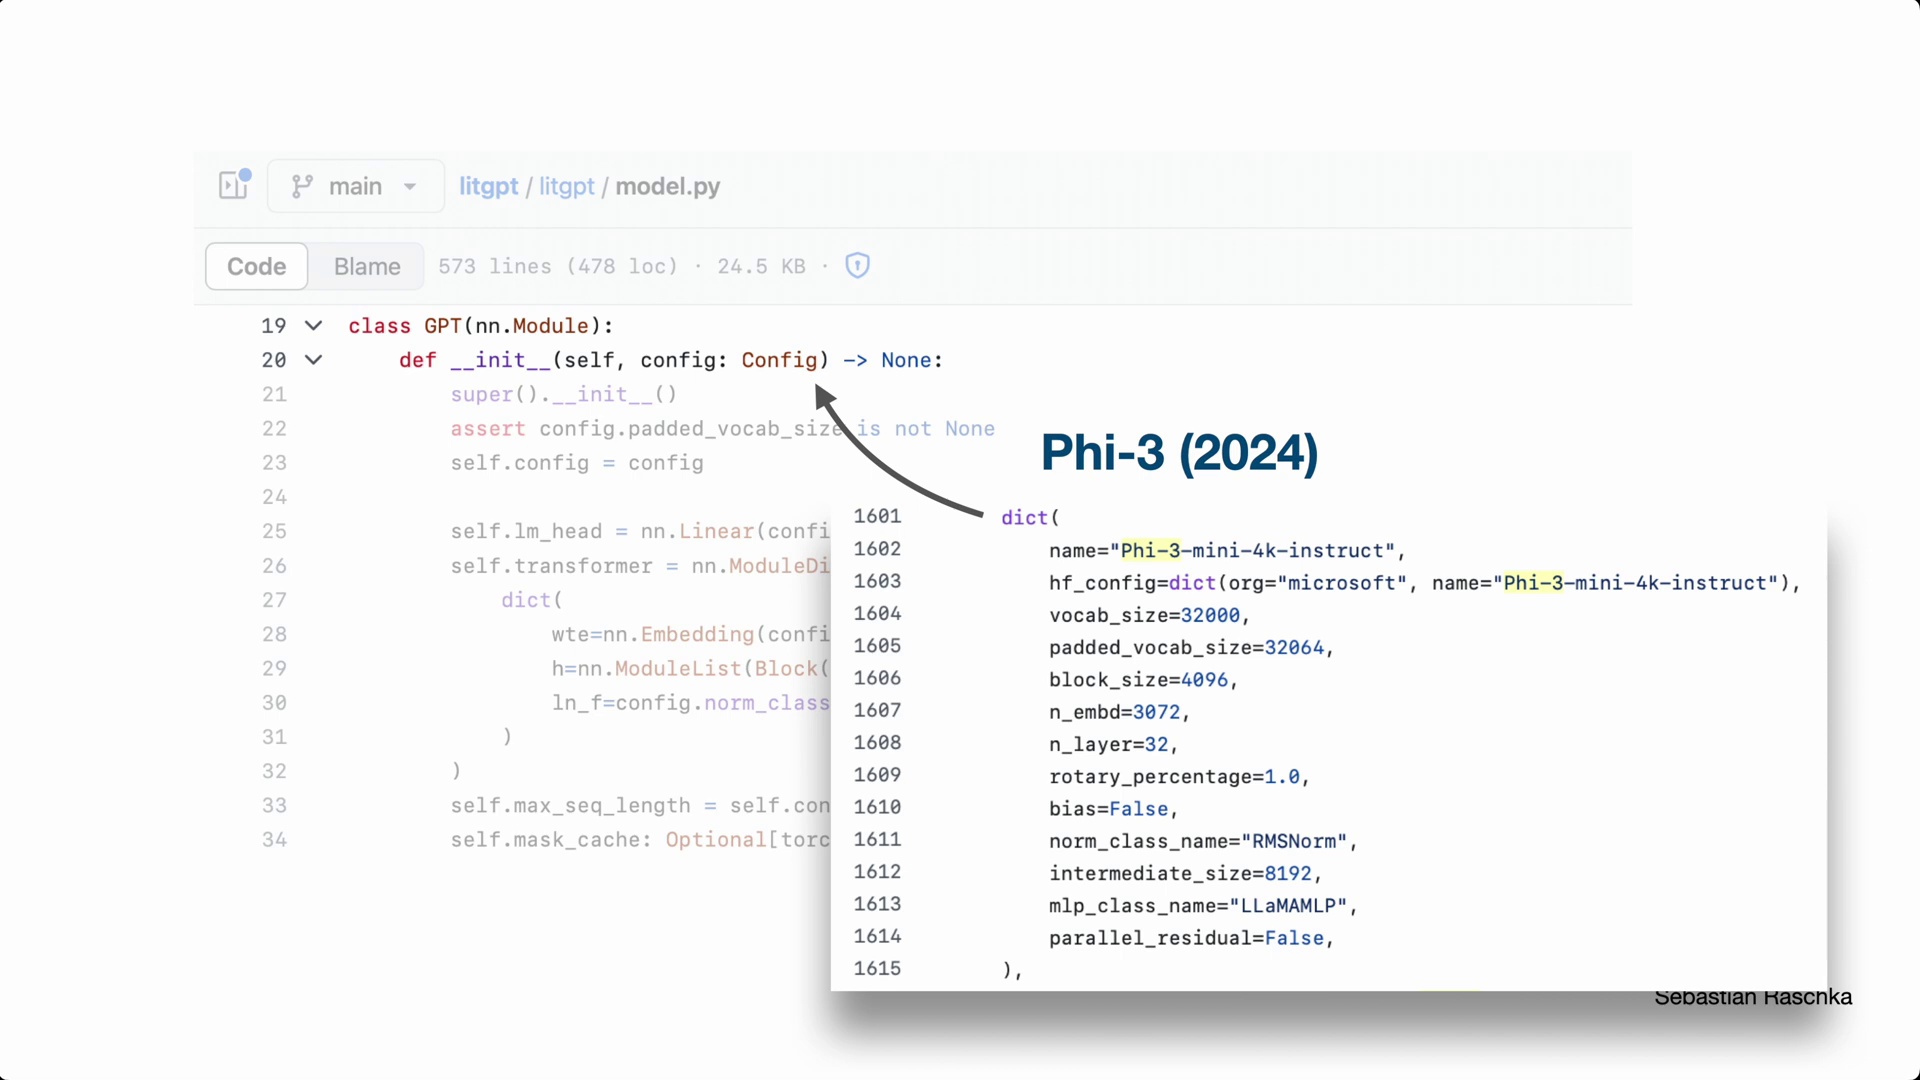 main
litgpt / litgpt / model.py
Code Blame 573 lines (478 loc) · 24.5 KB ·
19 class GPT(nn.Module):
20 def __init__(self, config: Config) -> None:
21 super().__init__()
22 assert config.padded_vocab_size is not None
23 self.config = config
24
25 self.lm_head = nn.Linear(confi
26 self.transformer = nn.ModuleDi
27 dict(
28 wte=nn.Embedding(confi
29 h=nn.ModuleList(Block(
30 ln_f=config.norm_class
31 )
32 )
33 self.max_seq_length = self.con
34 self.mask_cache: Optional[torc
Phi-3 (2024)
1601 dict(
1602 name="Phi-3-mini-4k-instruct",
1603 hf_config=dict(org="microsoft", name="Phi-3-mini-4k-instruct"),
1604 vocab_size=32000,
1605 padded_vocab_size=32064,
1606 block_size=4096,
1607 n_embd=3072,
1608 n_layer=32,
1609 rotary_percentage=1.0,
1610 bias=False,
1611 norm_class_name="RMSNorm",
1612 intermediate_size=8192,
1613 mlp_class_name="LLaMAMLP",
1614 parallel_residual=False,
1615 ),
Sebastian Raschka